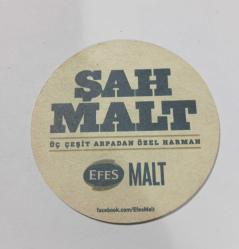 ŞAH
MALT
ÜÇ ÇEŞİT ARPADAN ÖZEL HARMAN
EFES MALT
facebook.com/EfesMalt